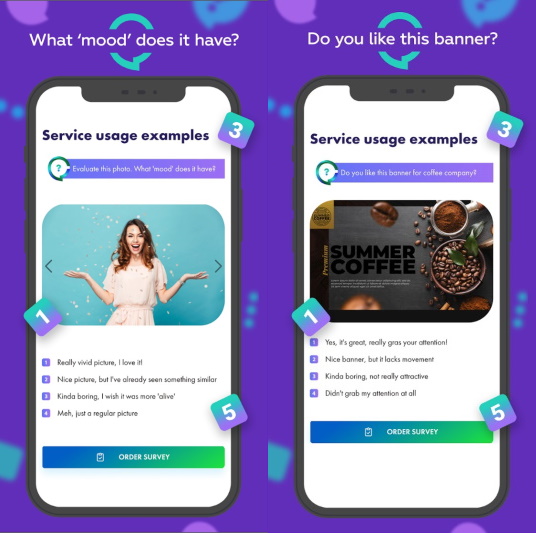 What 'mood' does it have?
Service usage examples
3
? Evaluate this photo. What 'mood' does it have?
1
1 Really vivid picture, I love it!
2 Nice picture, but I've already seen something similar
3 Kinda boring, I wish it was more 'alive'
4 Meh, just a regular picture
5
ORDER SURVEY
Do you like this banner?
Service usage examples
3
? Do you like this banner for coffee company?
COFFEE
Premium
SUMMER
COFFEE
1
1 Yes, it's great, really gras your attention!
2 Nice banner, but it lacks movement
3 Kinda boring, not really attractive
4 Didn't grab my attention at all
5
ORDER SURVEY